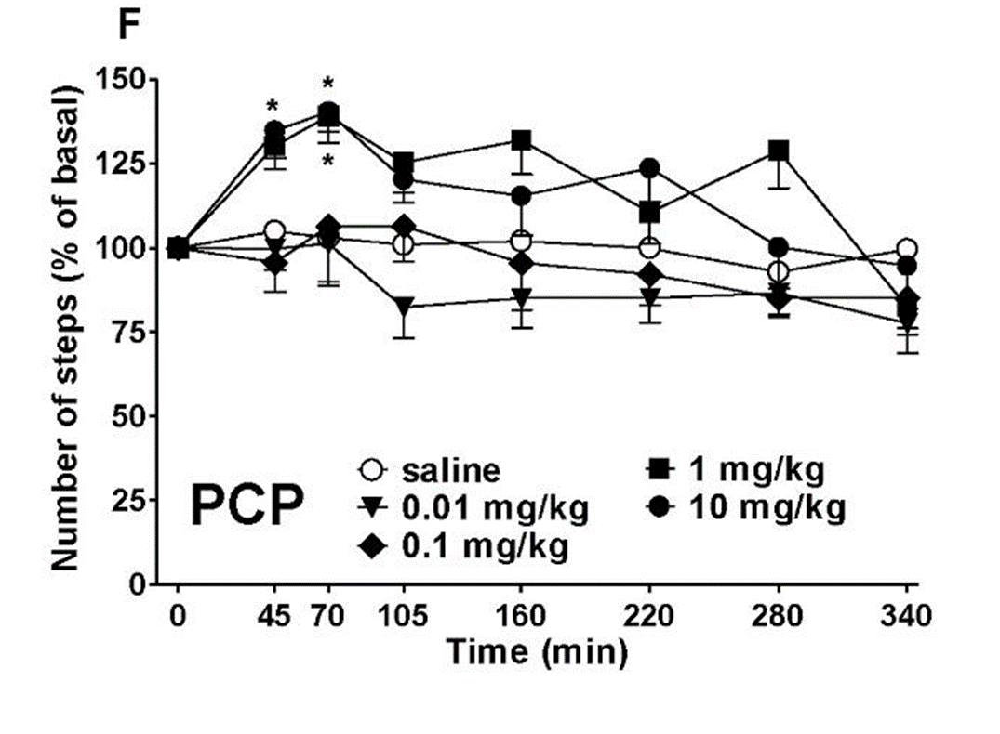 F
Number of steps (% of basal)
150
125
100
75
50
25
0
*
*
*
PCP
saline
0.01 mg/kg
0.1 mg/kg
1 mg/kg
10 mg/kg
0 45 70 105 160 220 280 340
Time (min)